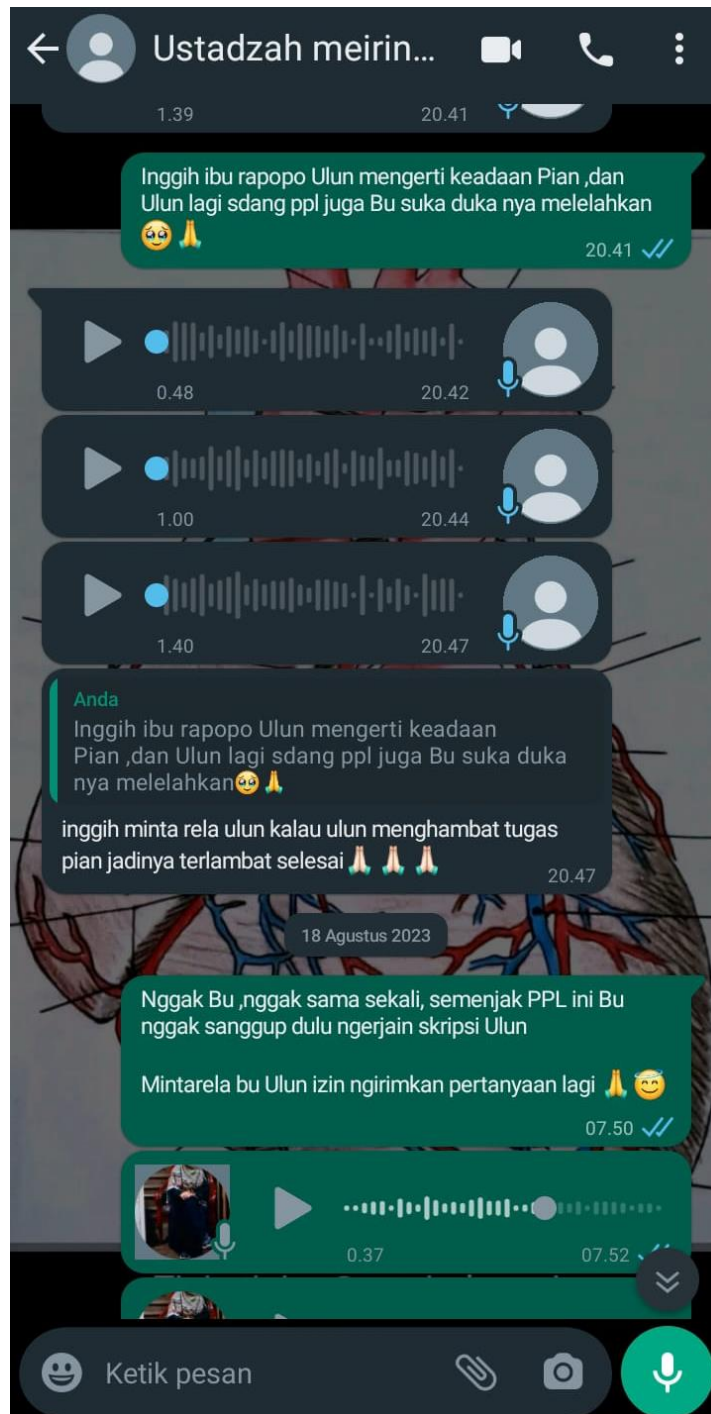 Ustadzah meirin...
1.39 20.41
Inggih ibu rapopo Ulun mengerti keadaan Pian ,dan
Ulun lagi sdang ppl juga Bu suka duka nya melelahkan
🥹🙏
20.41
0.48 20.42
1.00 20.44
1.40 20.47
Anda
Inggih ibu rapopo Ulun mengerti keadaan
Pian ,dan Ulun lagi sdang ppl juga Bu suka duka
nya melelahkan🥹🙏
inggih minta rela ulun kalau ulun menghambat tugas
pian jadinya terlambat selesai🙏🏻 🙏🏻 🙏🏻
20.47
18 Agustus 2023
Nggak Bu ,nggak sama sekali, semenjak PPL ini Bu
nggak sanggup dulu ngerjain skripsi Ulun
Mintarela bu Ulun izin ngirimkan pertanyaan lagi 🙏 😇
07.50
0.37 07.52
Ketik pesan